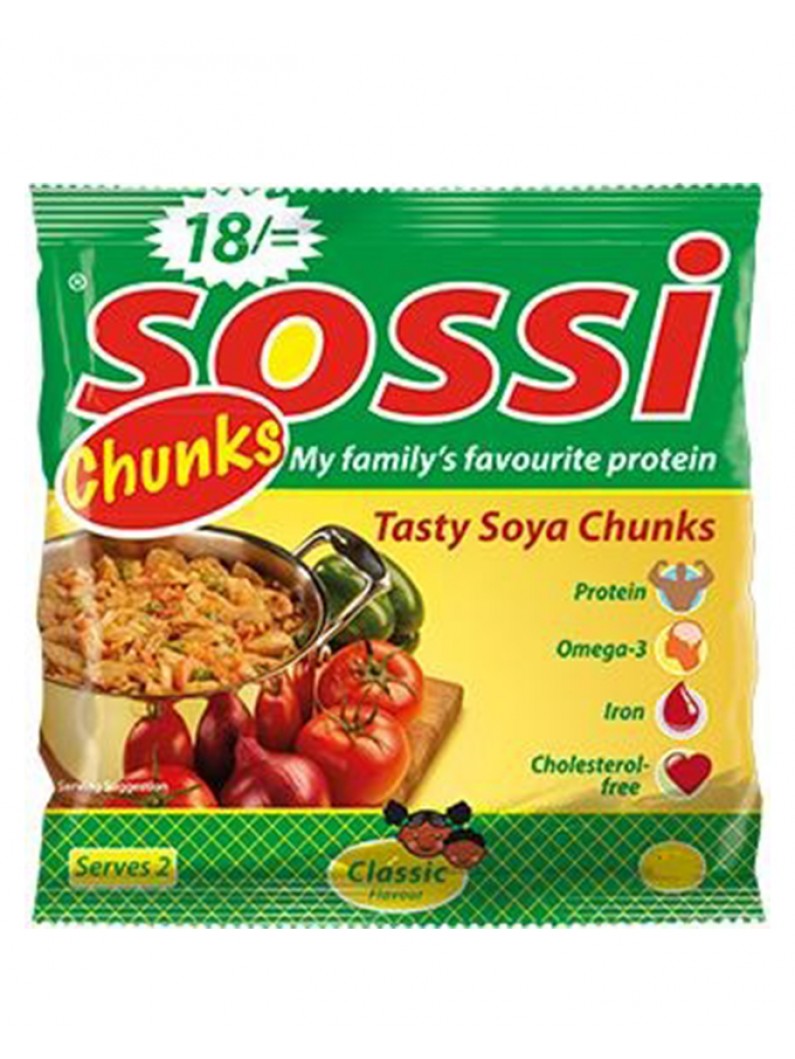 18/=
®
sossi
Chunks
My family's favourite protein
Tasty Soya Chunks
Protein
Omega-3
Iron
Cholesterol-
free
Serving Suggestion
Serves 2
Classic
Flavour